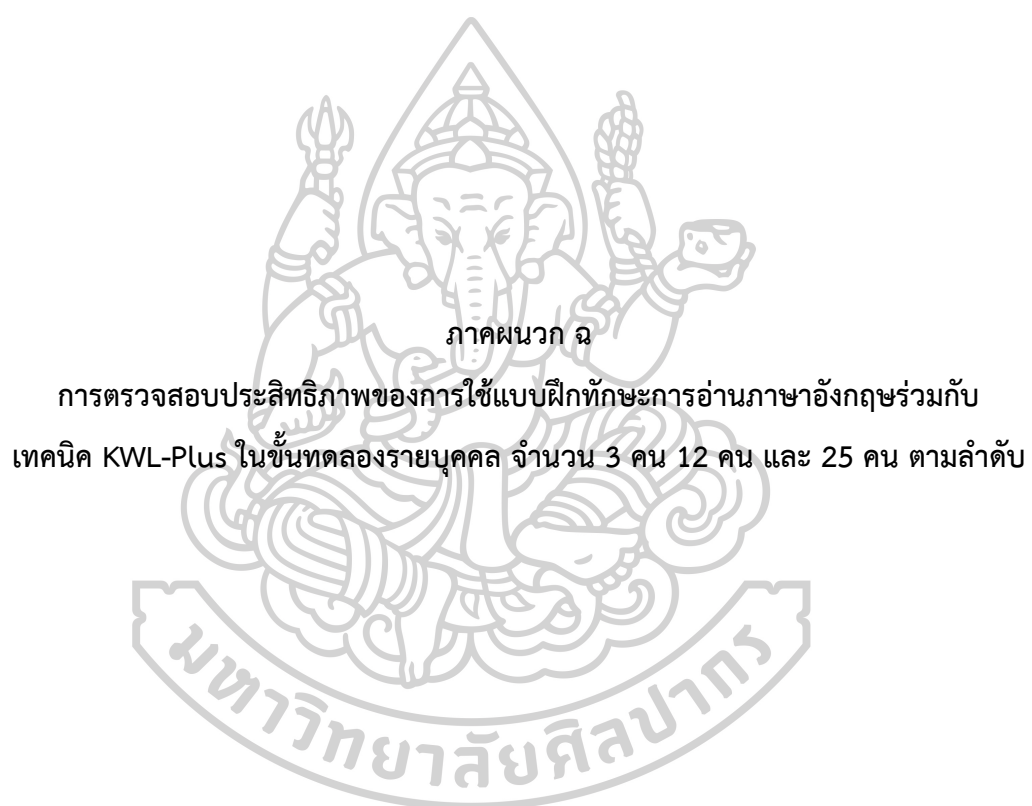 ภาคผนวก ฉ
การตรวจสอบประสิทธิภาพของการใช้แบบฝึกทักษะการอ่านภาษาอังกฤษร่วมกับ
เทคนิค KWL-Plus ในขั้นทดลองรายบุคคล จำนวน 3 คน 12 คน และ 25 คน ตามลำดับ
มหาวิทยาลัยศิลปากร